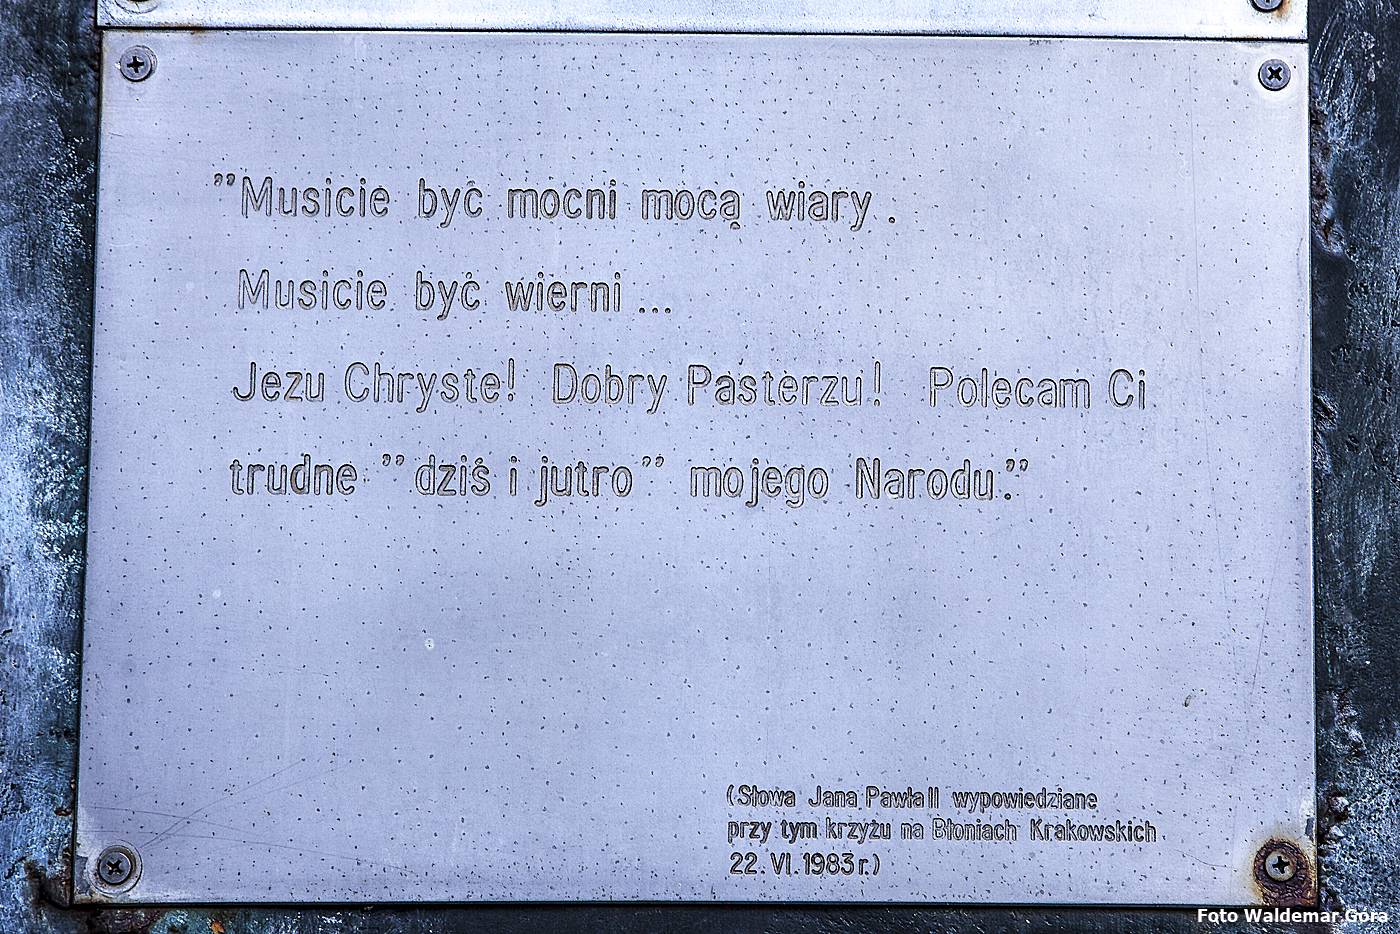 ”Musicie być mocni mocą wiary .
Musicie być wierni ...
Jezu Chryste! Dobry Pasterzu! Polecam Ci
trudne ”dziś i jutro” mojego Narodu.”
(Słowa Jana Pawła II wypowiedziane
przy tym krzyżu na Błoniach Krakowskich
22. VI. 1983 r.)
Foto Waldemar Gora